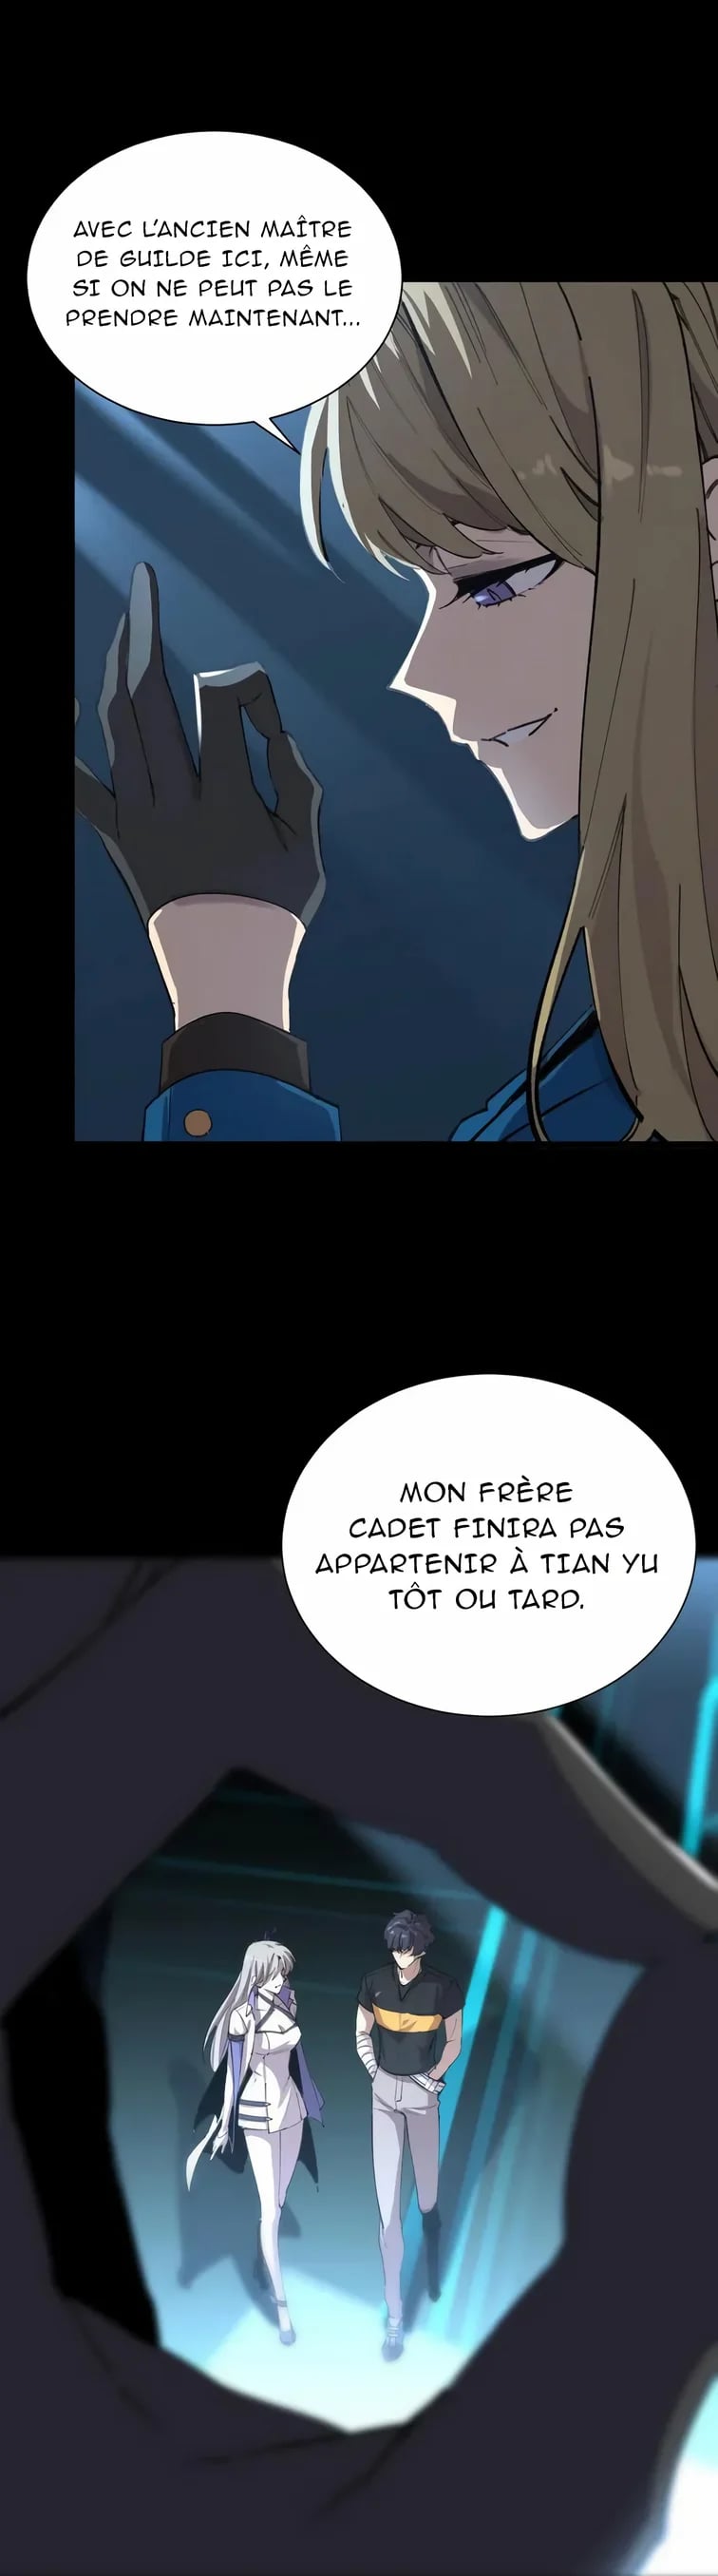 AVEC L'ANCIEN MAÎTRE
DE GUILDE ICI, MÊME
SI ON NE PEUT PAS LE
PRENDRE MAINTENANT...
MON FRÈRE
CADET FINIRA PAS
APPARTENIR À TIAN YU
TÔT OU TARD.